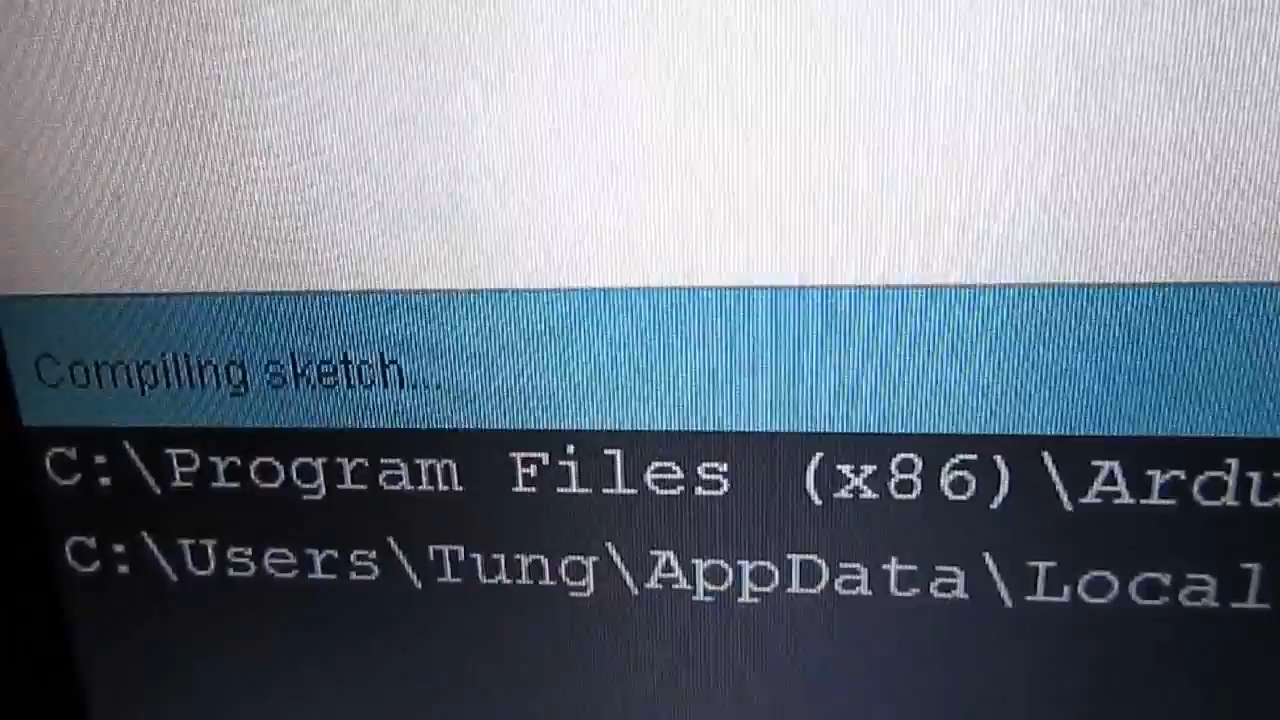 Compiling sketch...
C:\Program Files (x86)\Ardu
C:\Users\Tung\AppData\Local